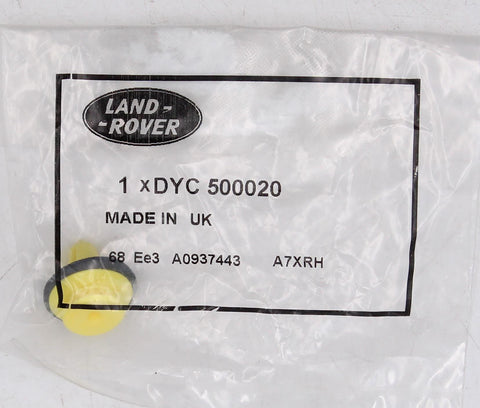 LAND-
-ROVER
1 xDYC 500020
MADE IN UK
68 Ee3 A0937443 A7XRH